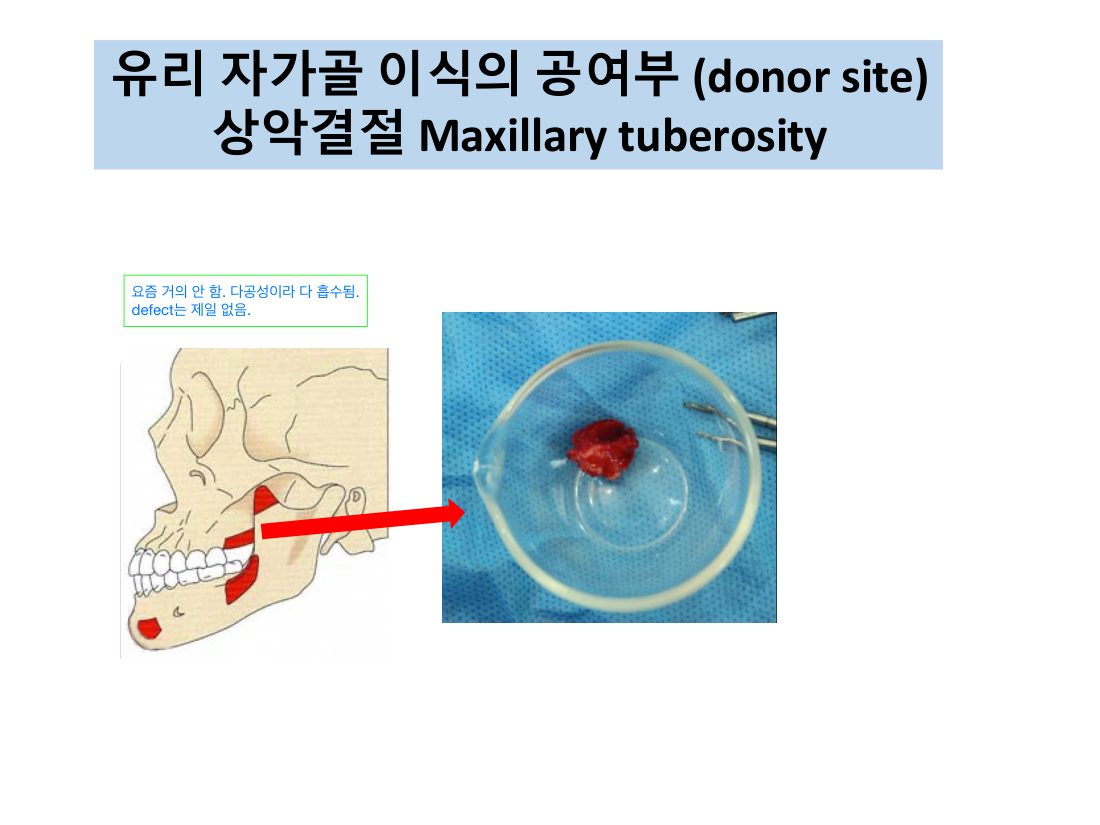 유리 자가골 이식의 공여부 (donor site)
상악결절 Maxillary tuberosity
요즘 거의 안 함. 다공성이라 다 흡수됨.
defect는 제일 없음.